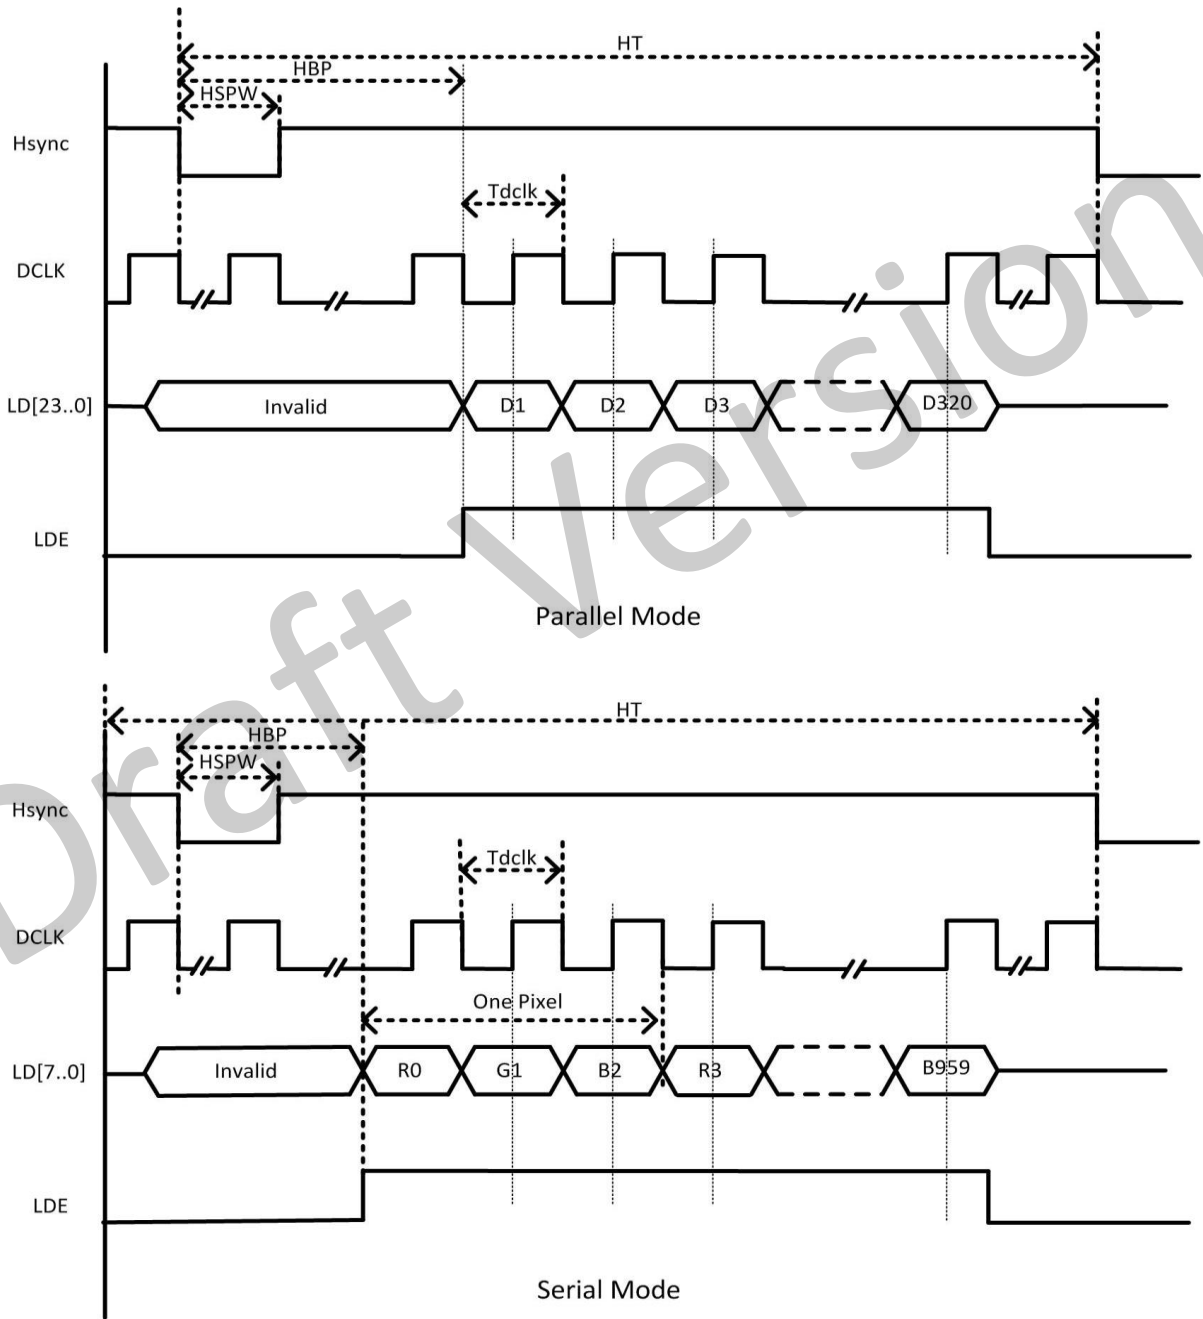 HT
HBP
HSPW
Hsync
Tdclk
DCLK
LD[23..0]
Invalid
D1
D2
D3
D320
LDE
Parallel Mode
HT
HBP
HSPW
Hsync
Tdclk
DCLK
One Pixel
LD[7..0]
Invalid
R0
G1
B2
R3
B959
LDE
Serial Mode
Draft Version